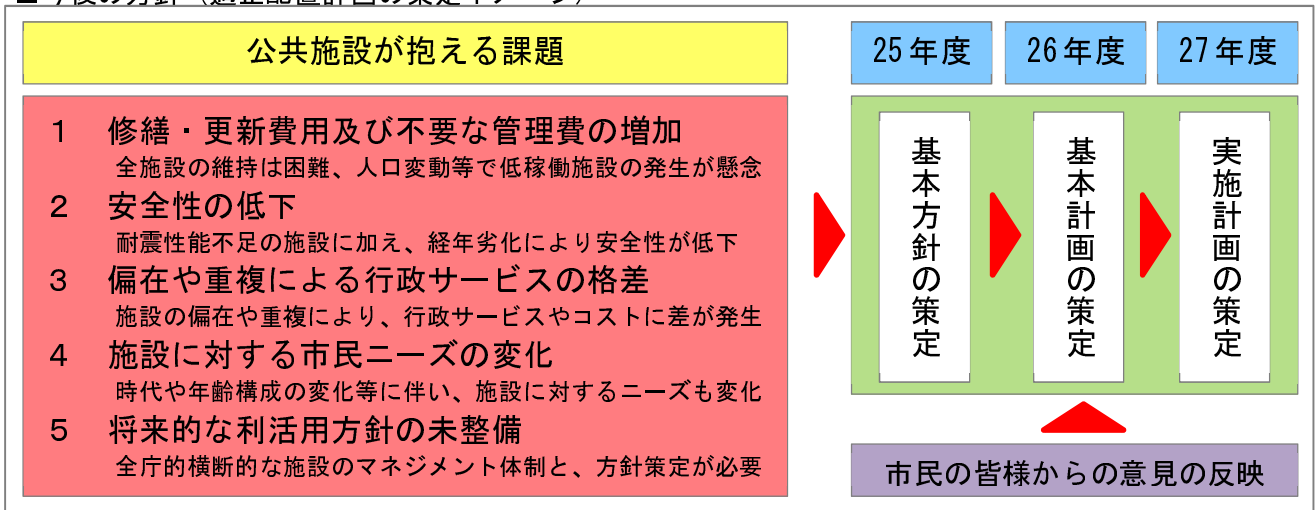 公共施設が抱える課題
1 修繕・更新費用及び不要な管理費の増加
全施設の維持は困難、人口変動等で低稼働施設の発生が懸念
2 安全性の低下
耐震性能不足の施設に加え、経年劣化により安全性が低下
3 偏在や重複による行政サービスの格差
施設の偏在や重複により、行政サービスやコストに差が発生
4 施設に対する市民ニーズの変化
時代や年齢構成の変化等に伴い、施設に対するニーズも変化
5 将来的な利活用方針の未整備
全庁的横断的な施設のマネジメント体制と、方針策定が必要
25年度
26年度
27年度
基本方針の策定
基本計画の策定
実施計画の策定
市民の皆様からの意見の反映